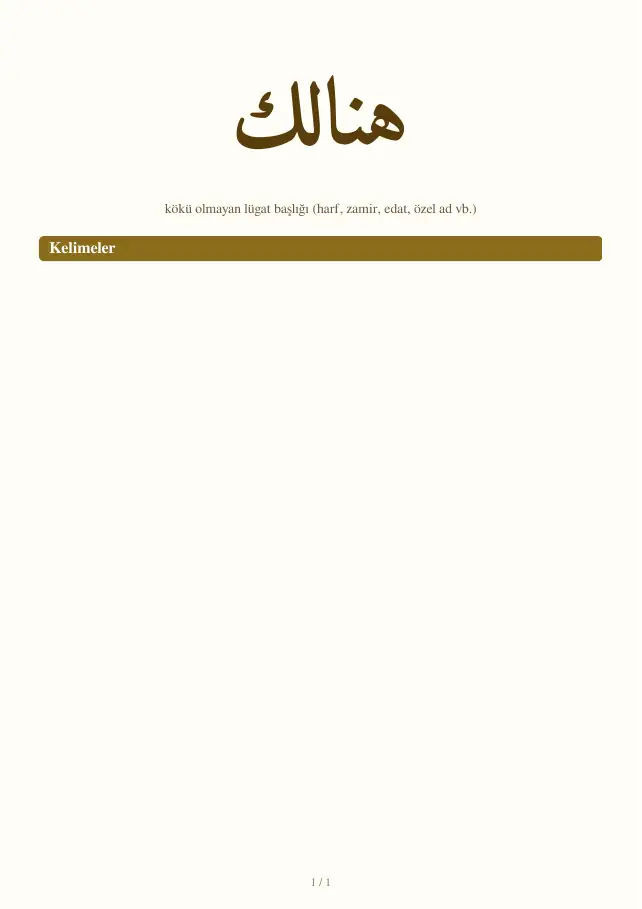 هنالك
kökü olmayan lügat başlığı (harf, zamir, edat, özel ad vb.)
Kelimeler
1 / 1